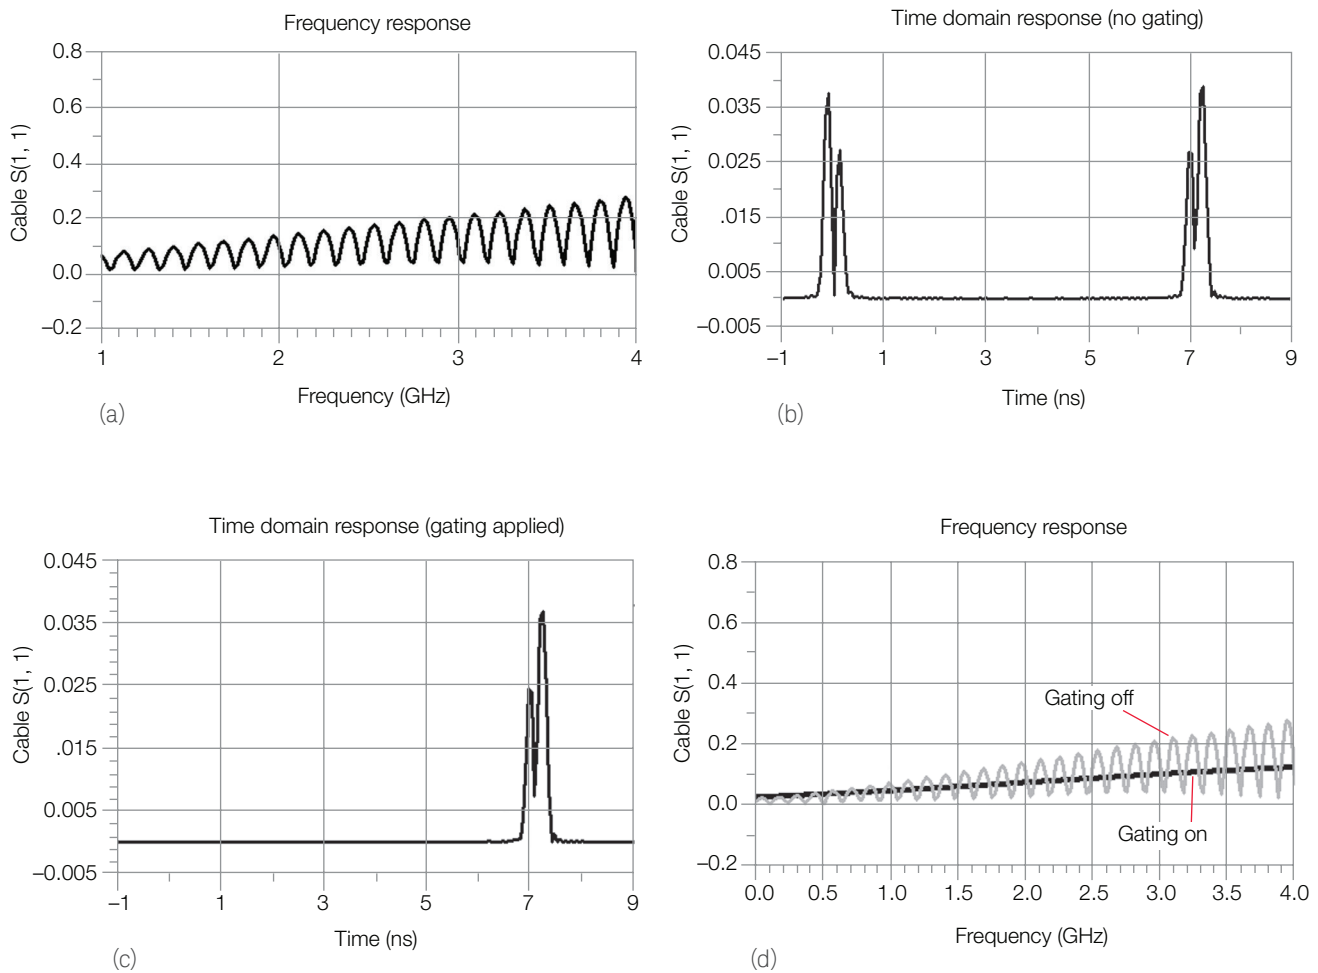 Frequency response
0.8
0.6
0.4
0.2
0.0
–0.2
Cable S(1, 1)
1 2 3 4
Frequency (GHz)
(a)
Time domain response (no gating)
0.045
0.035
0.025
.015
0.005
–0.005
Cable S(1, 1)
–1 1 3 5 7 9
Time (ns)
(b)
Time domain response (gating applied)
0.045
0.035
0.025
.015
0.005
–0.005
Cable S(1, 1)
–1 1 3 5 7 9
Time (ns)
(c)
Frequency response
0.8
0.6
0.4
0.2
0.0
–0.2
Cable S(1, 1)
Gating off
Gating on
0.0 0.5 1.0 1.5 2.0 2.5 3.0 3.5 4.0
Frequency (GHz)
(d)